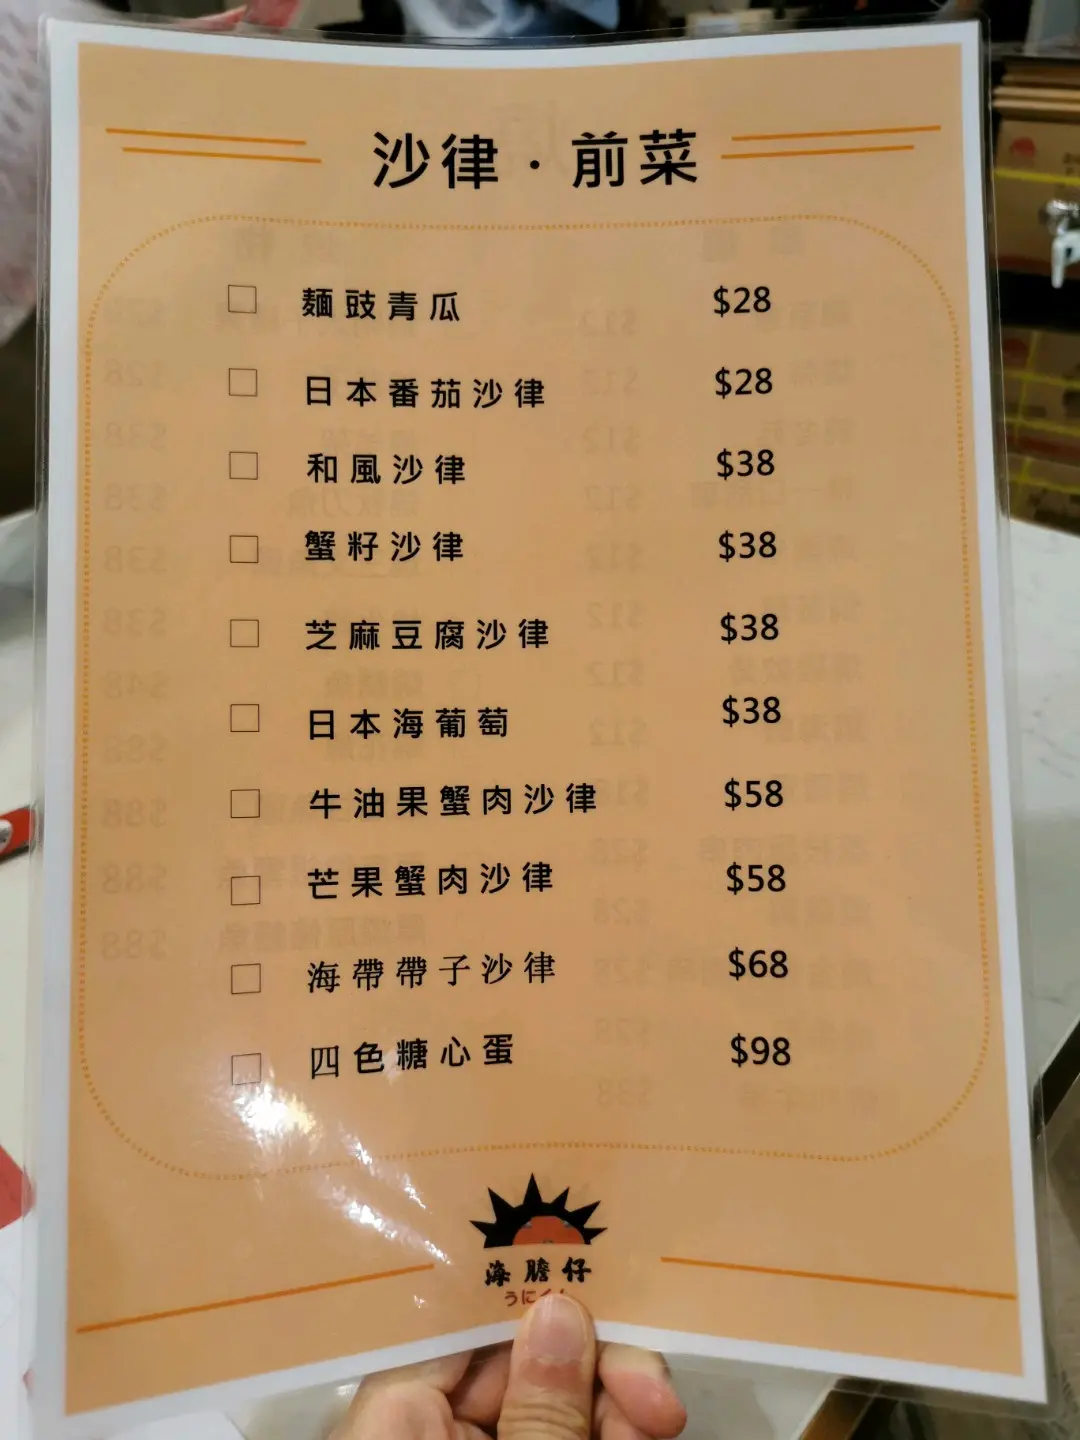 沙律·前菜
麵豉青瓜 $28
日本番茄沙律 $28
和風沙律 $38
蟹籽沙律 $38
芝麻豆腐沙律 $38
日本海葡萄 $38
牛油果蟹肉沙律 $58
芒果蟹肉沙律 $58
海帶帶子沙律 $68
四色糖心蛋 $98
海膽仔
うに